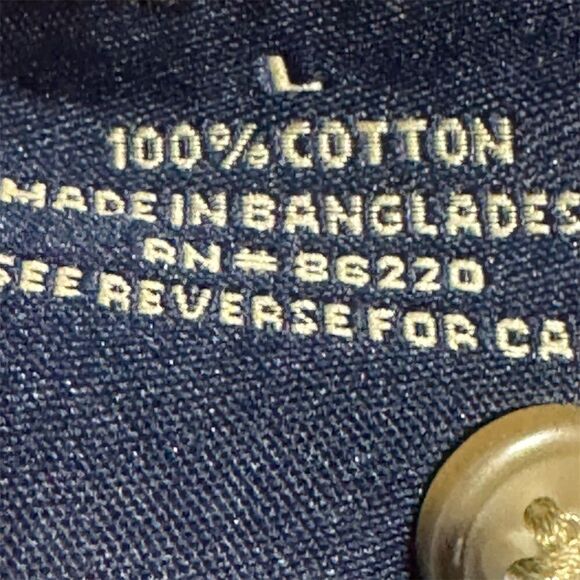 L
100% COTTON
MADE IN BANGLADES
RN# 86220
SEE REVERSE FOR CA